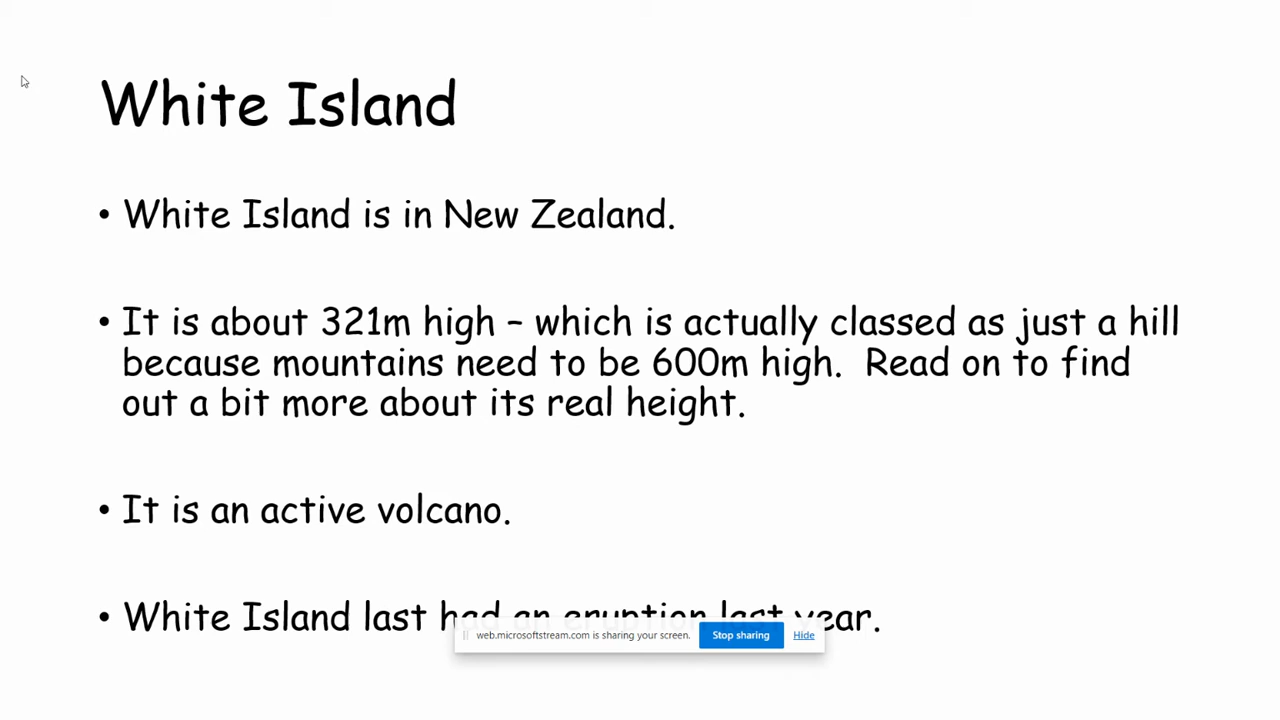 White Island
• White Island is in New Zealand.
• It is about 321m high – which is actually classed as just a hill
because mountains need to be 600m high. Read on to find
out a bit more about its real height.
• It is an active volcano.
• White Island last had an eruption last year.
web.microsoftstream.com is sharing your screen. Stop sharing Hide